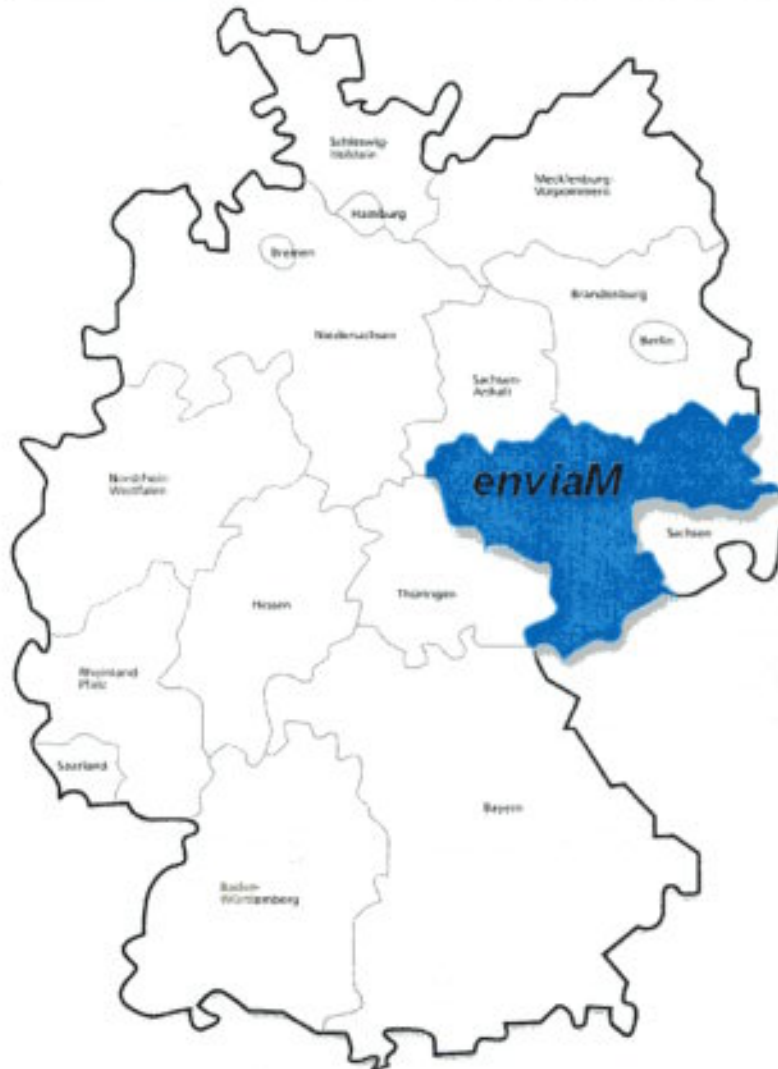 Schleswig-
Holstein
Mecklenburg-
Vorpommern
Hamburg
Bremen
Brandenburg
Niedersachsen
Berlin
Sachsen-
Anhalt
Nordrhein-
Westfalen
enviaM
Sachsen
Thüringen
Hessen
Rheinland
Pfalz
Saarland
Bayern
Baden-
Württemberg